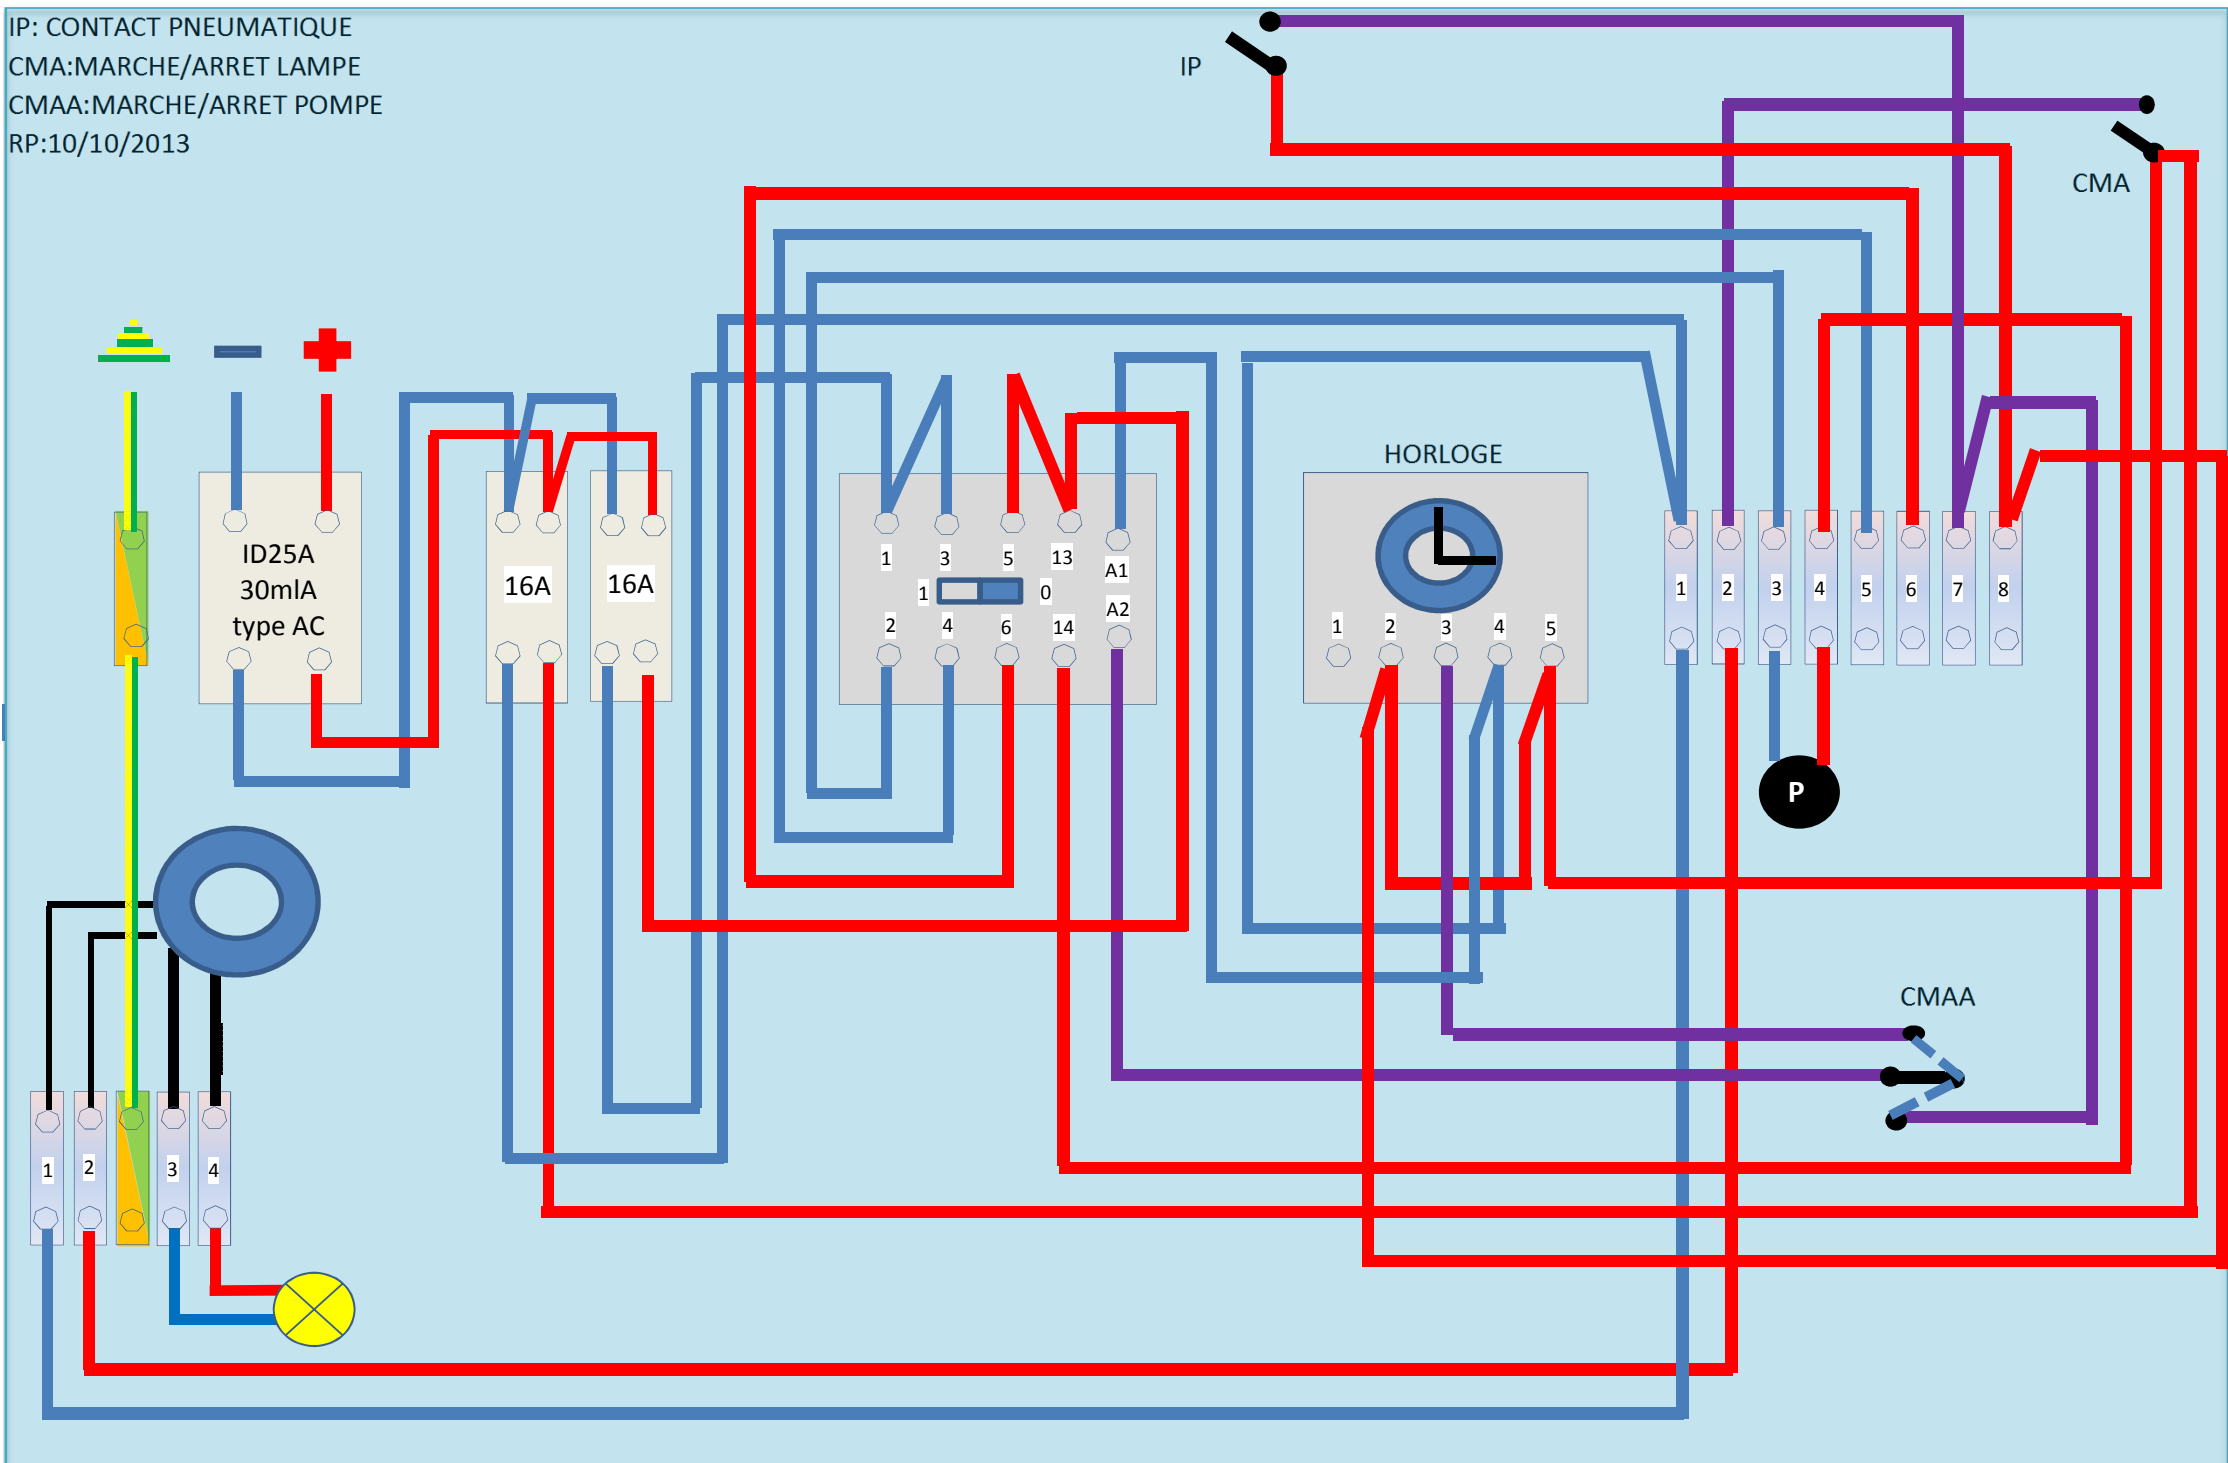 IP: CONTACT PNEUMATIQUE
CMA:MARCHE/ARRET LAMPE
CMAA:MARCHE/ARRET POMPE
RP:10/10/2013
IP
CMA
HORLOGE
ID25A
30mlA
type AC
16A
16A
1 3 5 13 A1
1 0
A2
2 4 6 14
1 2 3 4 5
1 2 3 4 5 6 7 8
P
CMAA
1 2 3 4